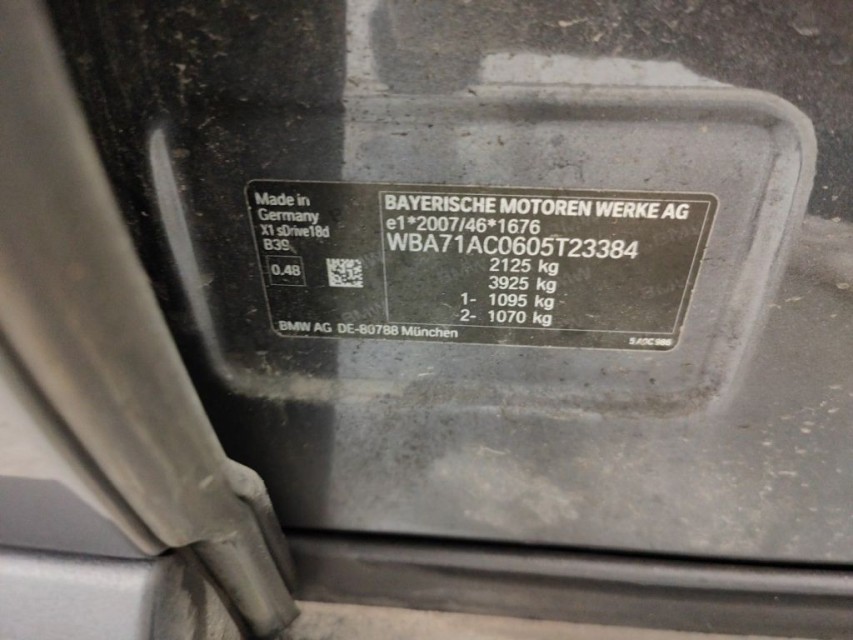 Made in
Germany
X1 sDrive18d
B39
0.48
BAYERISCHE MOTOREN WERKE AG
e1*2007/46*1676
WBA71AC0605T23384
2125 kg
3925 kg
1- 1095 kg
2- 1070 kg
BMW AG DE-80788 München